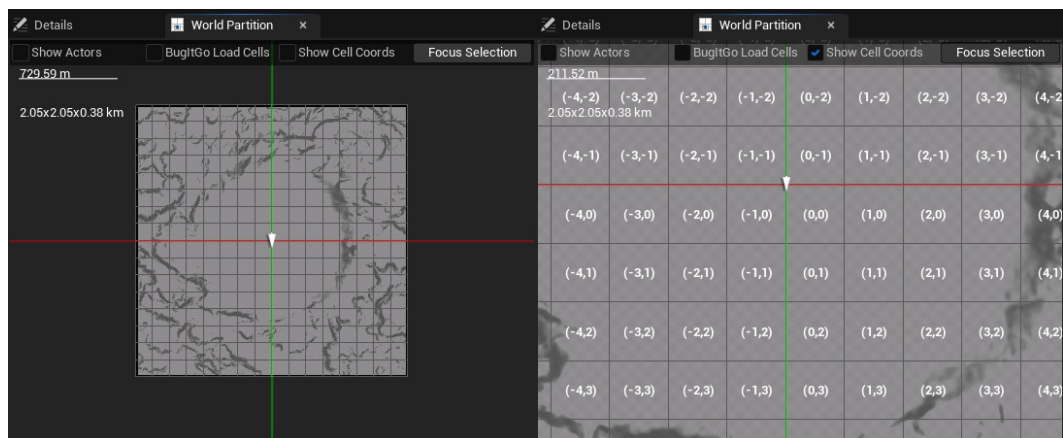 Details
World Partition ×
Show Actors BugItGo Load Cells Show Cell Coords Focus Selection
729.59 m
2.05x2.05x0.38 km
Details
World Partition ×
Show Actors BugItGo Load Cells Show Cell Coords Focus Selection
211.52 m
(-4,-2) (-3,-2) (-2,-2) (-1,-2) (0,-2) (1,-2) (2,-2) (3,-2) (4,-2
2.05x2.05x0.38 km
(-4,-1) (-3,-1) (-2,-1) (-1,-1) (0,-1) (1,-1) (2,-1) (3,-1) (4,-1
(-4,0) (-3,0) (-2,0) (-1,0) (0,0) (1,0) (2,0) (3,0) (4,0)
(-4,1) (-3,1) (-2,1) (-1,1) (0,1) (1,1) (2,1) (3,1) (4,1)
(-4,2) (-3,2) (-2,2) (-1,2) (0,2) (1,2) (2,2) (3,2) (4,2)
(-4,3) (-3,3) (-2,3) (-1,3) (0,3) (1,3) (2,3) (3,3) (4,3)